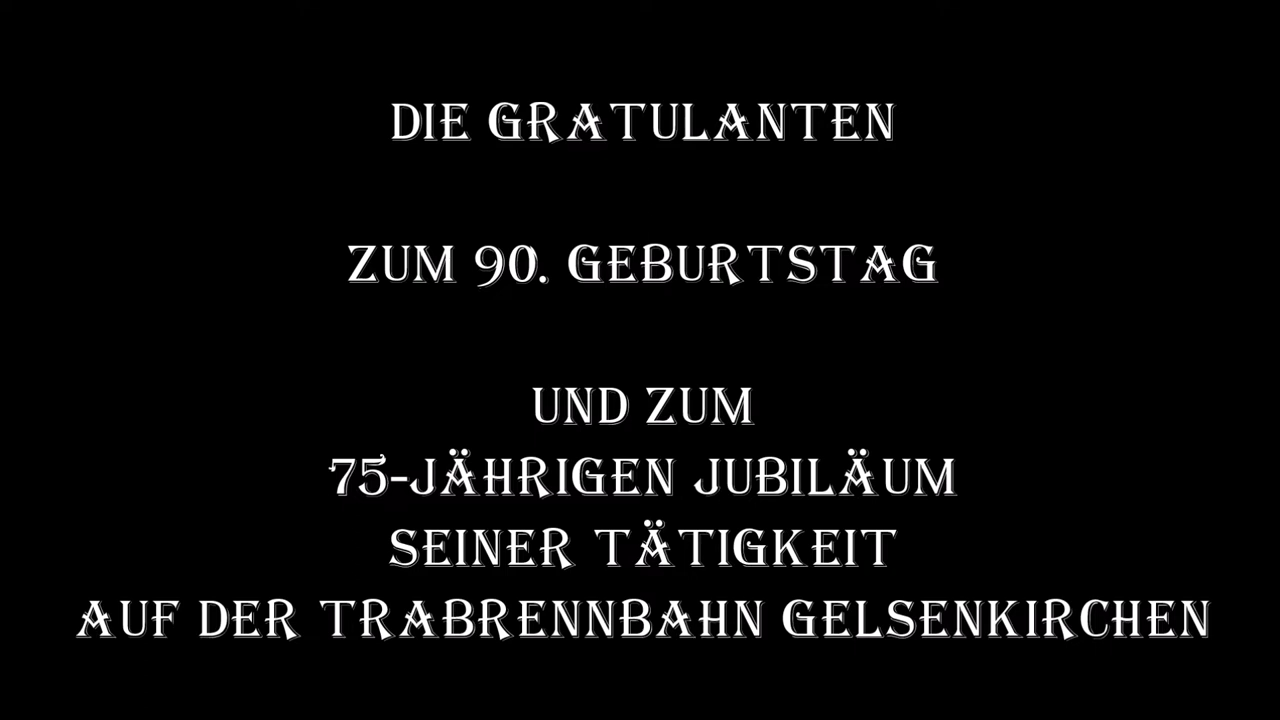 DIE GRATULANTEN
ZUM 90. GEBURTSTAG
UND ZUM
75-JÄHRIGEN JUBILÄUM
SEINER TÄTIGKEIT
AUF DER TRABRENNBAHN GELSENKIRCHEN